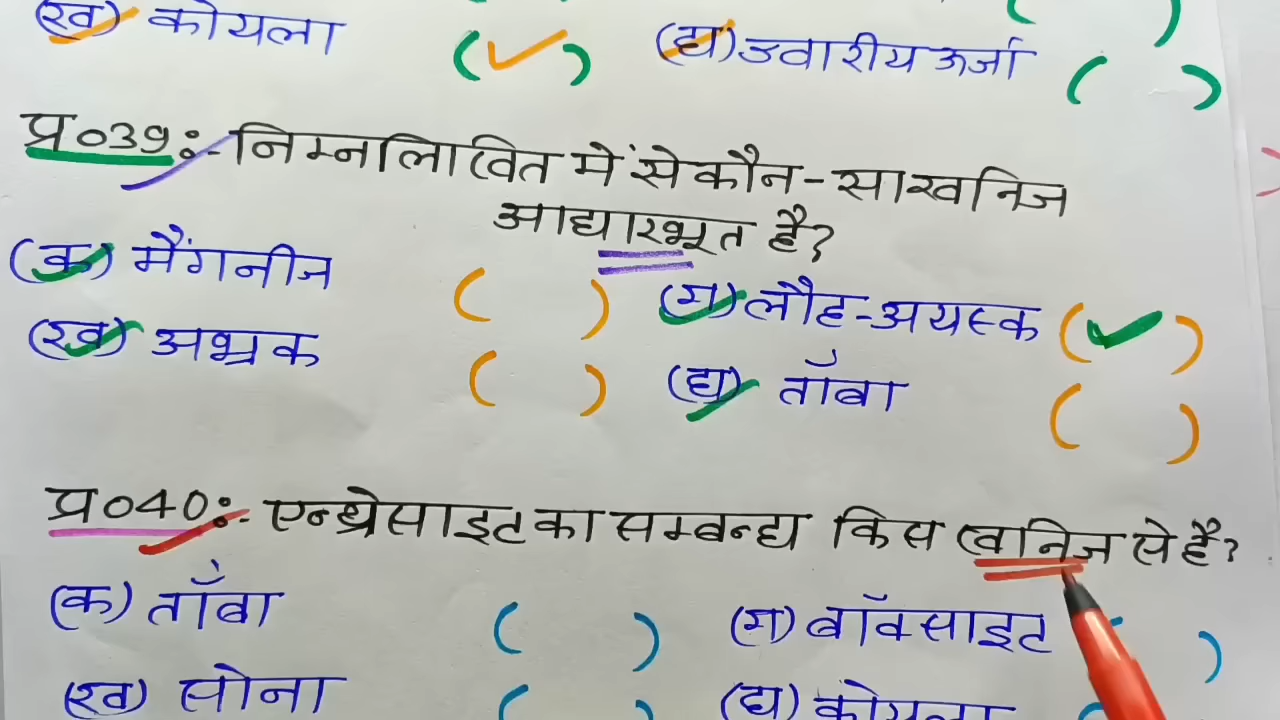 (ख) कोयला ( ✓ ) (घ) ज्वारीय ऊर्जा ( )
प्र०39:- निम्नलिखित में से कौन-सा खनिज
आधारभूत है?
(क) मैंगनीज ( ) (ग) लौह-अयस्क ( ✓ )
(ख) अभ्रक ( ) (घ) ताँबा ( )
प्र०40:- एन्थ्रेसाइट का सम्बन्ध किस खनिज से है?
(क) ताँबा ( ) (ग) बॉक्साइट ( )
(ख) सोना ( ) (घ) कोयला (